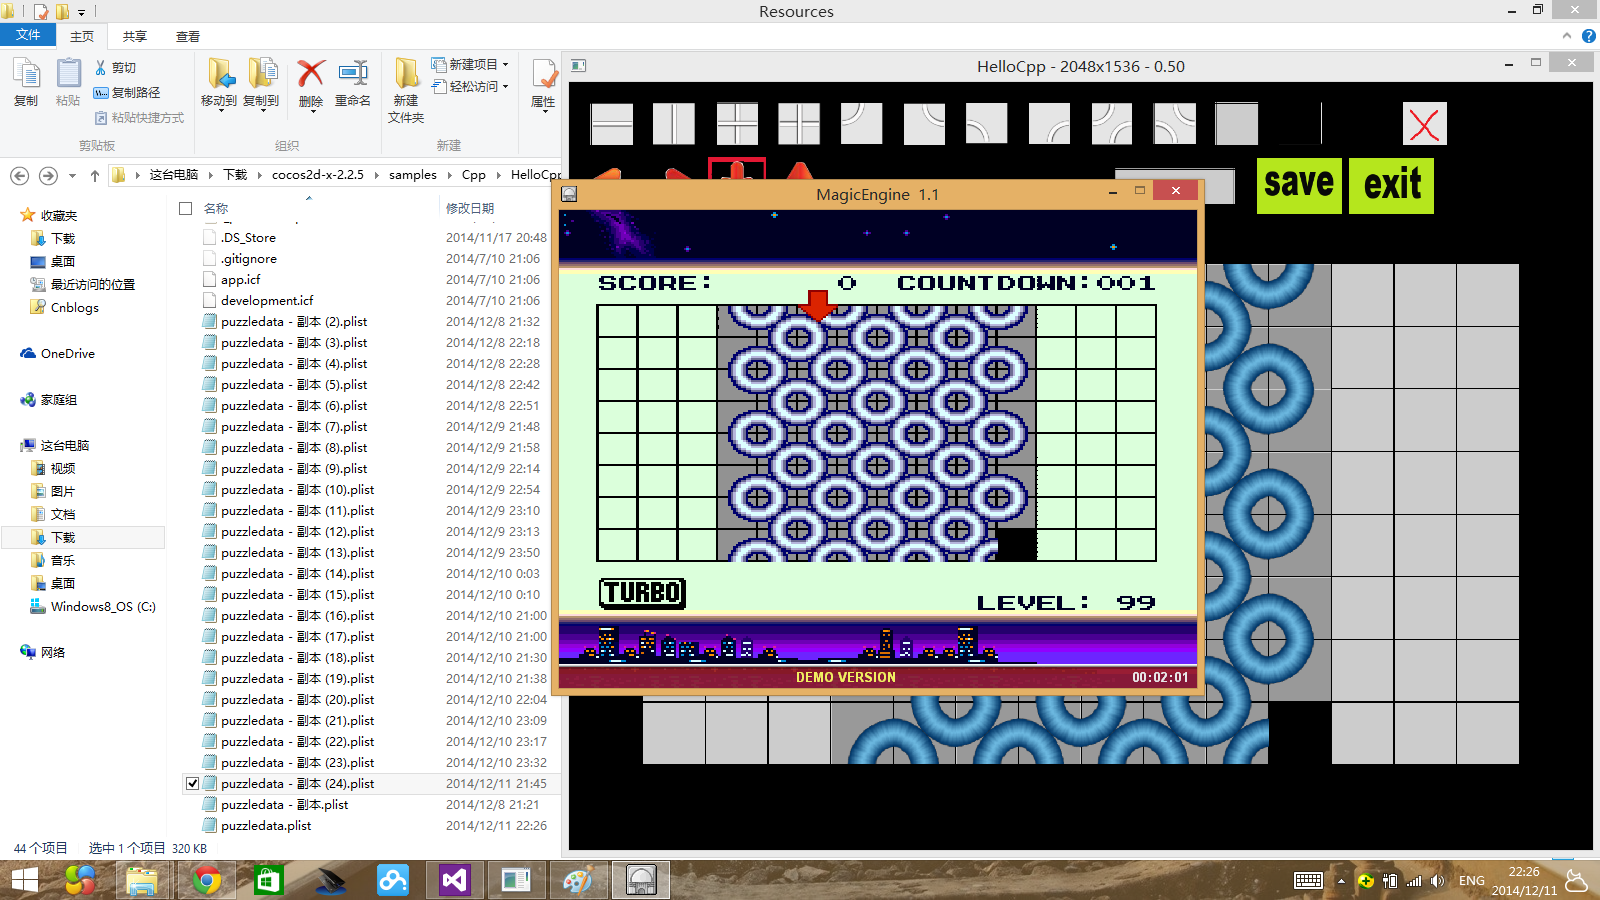 Resources
文件 主页 共享 查看
复制 粘贴 剪切
复制路径
粘贴快捷方式
剪贴板
移动到 复制到 删除 重命名
组织
新建
文件夹
新建项目
轻松访问
新建
属性
这台电脑 下载 cocos2d-x-2.2.5 samples Cpp HelloCpp
收藏夹
下载
桌面
最近访问的位置
Cnblogs
OneDrive
家庭组
这台电脑
视频
图片
文档
下载
音乐
桌面
Windows8_OS (C:)
网络
名称 修改日期
.DS_Store 2014/11/17 20:48
.gitignore 2014/7/10 21:06
app.icf 2014/7/10 21:06
development.icf 2014/7/10 21:06
puzzledata - 副本 (2).plist 2014/12/8 21:32
puzzledata - 副本 (3).plist 2014/12/8 22:18
puzzledata - 副本 (4).plist 2014/12/8 22:28
puzzledata - 副本 (5).plist 2014/12/8 22:42
puzzledata - 副本 (6).plist 2014/12/8 22:51
puzzledata - 副本 (7).plist 2014/12/9 21:48
puzzledata - 副本 (8).plist 2014/12/9 21:58
puzzledata - 副本 (9).plist 2014/12/9 22:14
puzzledata - 副本 (10).plist 2014/12/9 22:54
puzzledata - 副本 (11).plist 2014/12/9 23:10
puzzledata - 副本 (12).plist 2014/12/9 23:13
puzzledata - 副本 (13).plist 2014/12/9 23:50
puzzledata - 副本 (14).plist 2014/12/10 0:03
puzzledata - 副本 (15).plist 2014/12/10 0:10
puzzledata - 副本 (16).plist 2014/12/10 21:00
puzzledata - 副本 (17).plist 2014/12/10 21:00
puzzledata - 副本 (18).plist 2014/12/10 21:30
puzzledata - 副本 (19).plist 2014/12/10 21:38
puzzledata - 副本 (20).plist 2014/12/10 22:04
puzzledata - 副本 (21).plist 2014/12/10 23:09
puzzledata - 副本 (22).plist 2014/12/10 23:17
puzzledata - 副本 (23).plist 2014/12/10 23:32
puzzledata - 副本 (24).plist 2014/12/11 21:45
puzzledata - 副本.plist 2014/12/8 21:21
puzzledata.plist 2014/12/11 22:26
44 个项目 选中 1 个项目 320 KB
HelloCpp - 2048x1536 - 0.50
save exit
MagicEngine 1.1
SCORE: 0 COUNTDOWN:001
TURBO
LEVEL: 99
DEMO VERSION 00:02:01
ENG
22:26
2014/12/11